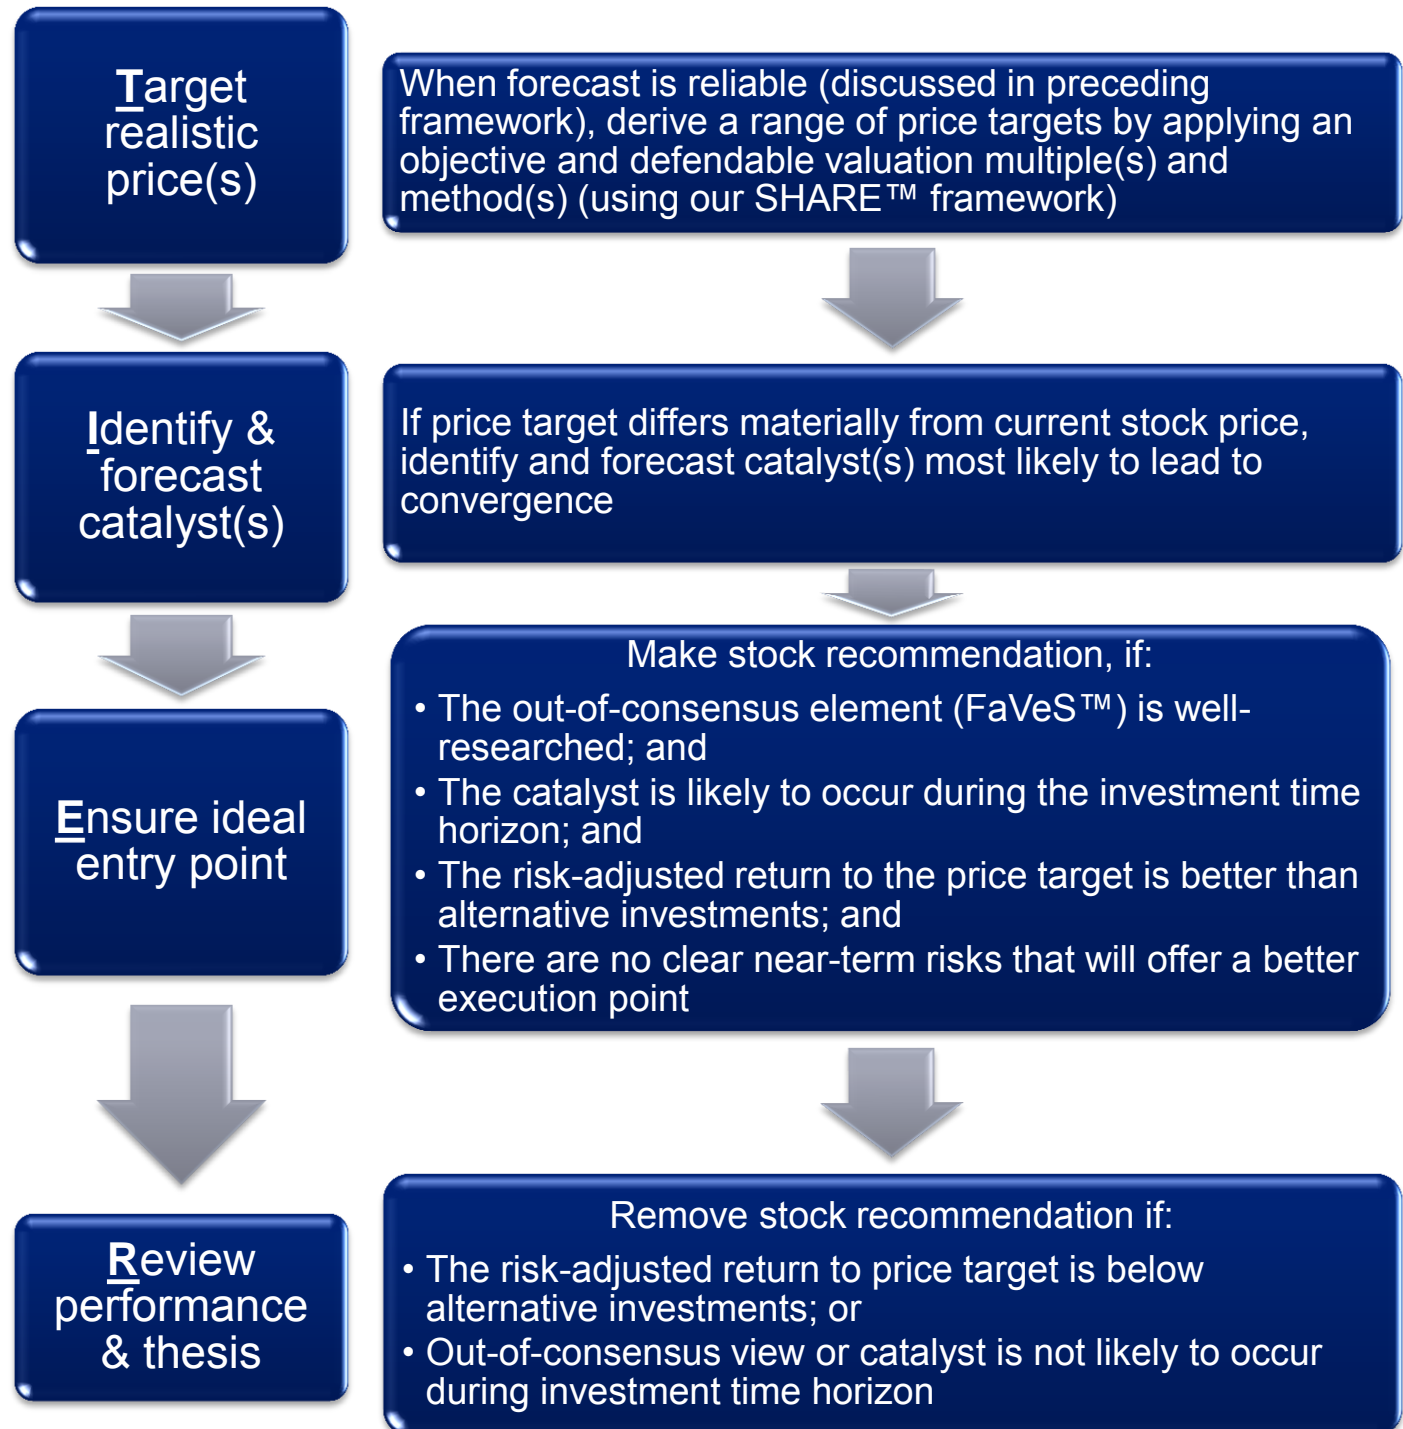 Target
realistic
price(s)
When forecast is reliable (discussed in preceding
framework), derive a range of price targets by applying an
objective and defendable valuation multiple(s) and
method(s) (using our SHARE™ framework)
Identify &
forecast
catalyst(s)
If price target differs materially from current stock price,
identify and forecast catalyst(s) most likely to lead to
convergence
Ensure ideal
entry point
Make stock recommendation, if:
• The out-of-consensus element (FaVeS™) is well-
researched; and
• The catalyst is likely to occur during the investment time
horizon; and
• The risk-adjusted return to the price target is better than
alternative investments; and
• There are no clear near-term risks that will offer a better
execution point
Review
performance
& thesis
Remove stock recommendation if:
• The risk-adjusted return to price target is below
alternative investments; or
• Out-of-consensus view or catalyst is not likely to occur
during investment time horizon